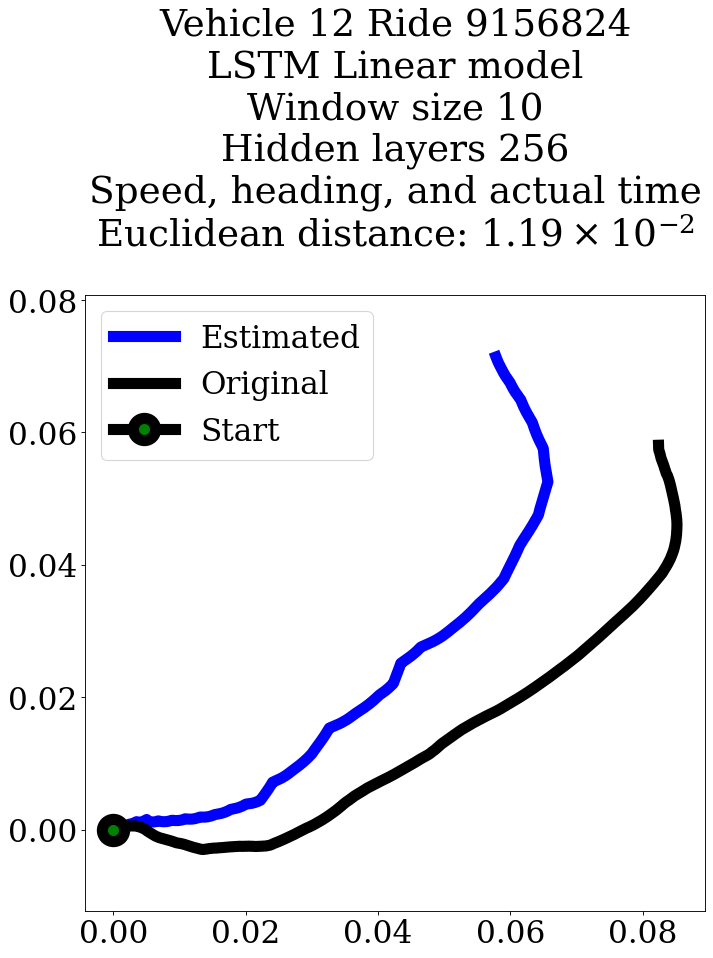 Vehicle 12 Ride 9156824
LSTM Linear model
Window size 10
Hidden layers 256
Speed, heading, and actual time
Euclidean distance: 1.19 × 10⁻²
0.08
Estimated
Original
Start
0.06
0.04
0.02
0.00
0.00 0.02 0.04 0.06 0.08